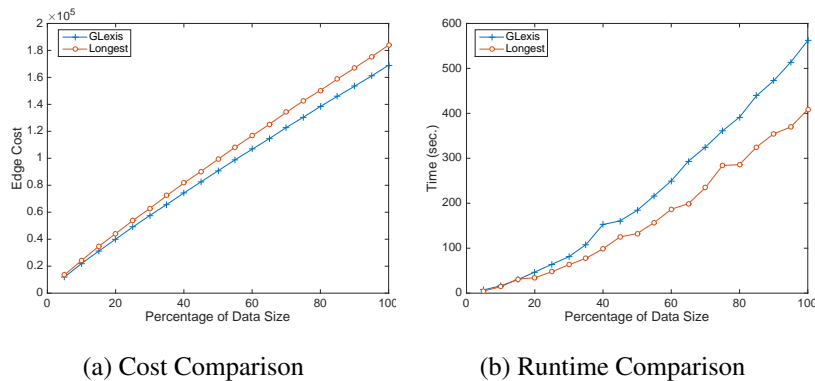 ×10^5
2
1.8
1.6
1.4
1.2
1
0.8
0.6
0.4
0.2
0
0 20 40 60 80 100
Edge Cost
Percentage of Data Size
GLexis
Longest
(a) Cost Comparison
600
500
400
300
200
100
0
0 20 40 60 80 100
Time (sec.)
Percentage of Data Size
GLexis
Longest
(b) Runtime Comparison